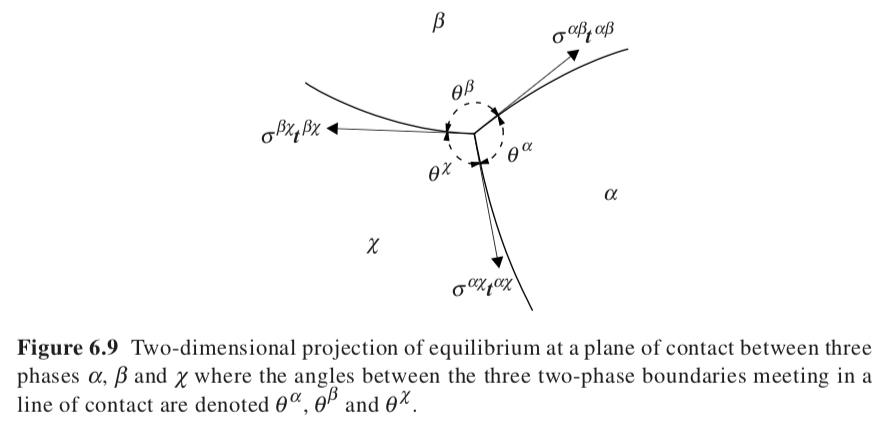 β
σ^αβ t^αβ
θ^β
σ^βχ t^βχ
θ^α
θ^χ
α
χ
σ^αχ t^αχ
Figure 6.9 Two-dimensional projection of equilibrium at a plane of contact between three
phases α, β and χ where the angles between the three two-phase boundaries meeting in a
line of contact are denoted θ^α, θ^β and θ^χ.